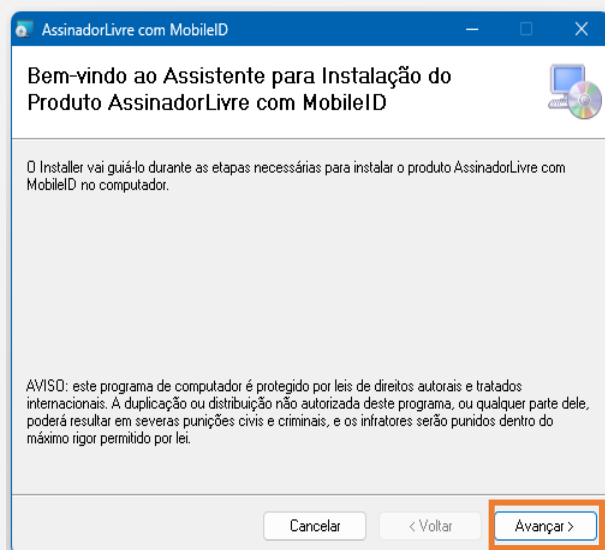 AssinadorLivre com MobileID
Bem-vindo ao Assistente para Instalação do
Produto AssinadorLivre com MobileID
O Installer vai guiá-lo durante as etapas necessárias para instalar o produto AssinadorLivre com
MobileID no computador.
AVISO: este programa de computador é protegido por leis de direitos autorais e tratados
internacionais. A duplicação ou distribuição não autorizada deste programa, ou qualquer parte dele,
poderá resultar em severas punições civis e criminais, e os infratores serão punidos dentro do
máximo rigor permitido por lei.
Cancelar < Voltar Avançar >